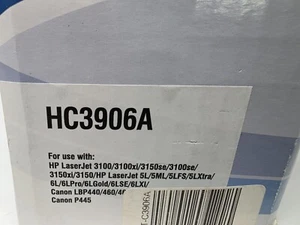 HC3906A
For use with:
HP LaserJet 3100/3100xi/3150se/3100se/
3150xi/3150/HP LaserJet 5L/5ML/5LFS/5LXtra/
6L/6LPro/6LGold/6LSE/6LXI/
Canon LBP440/460/
Canon P445
-C3906A